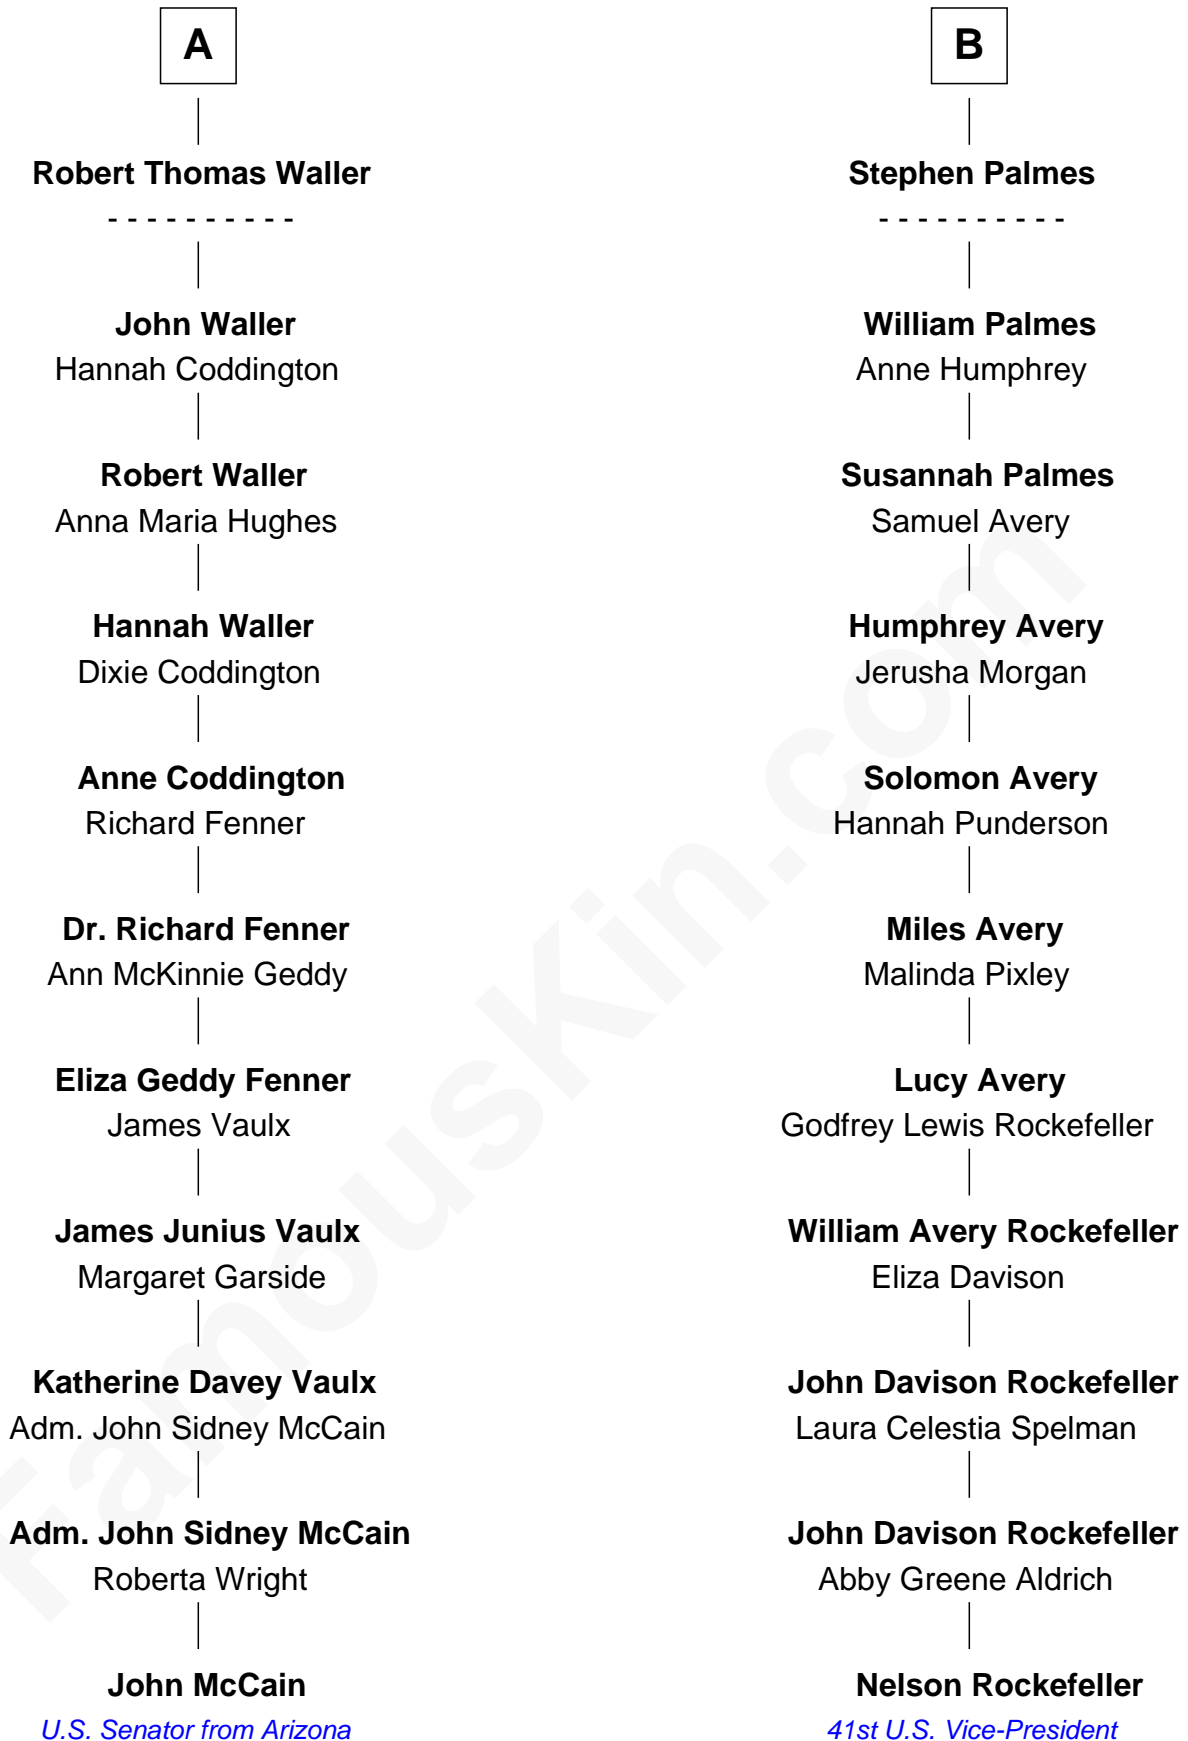 A
Robert Thomas Waller
- - - - - - - - - -
John Waller
Hannah Coddington
Robert Waller
Anna Maria Hughes
Hannah Waller
Dixie Coddington
Anne Coddington
Richard Fenner
Dr. Richard Fenner
Ann McKinnie Geddy
Eliza Geddy Fenner
James Vaulx
James Junius Vaulx
Margaret Garside
Katherine Davey Vaulx
Adm. John Sidney McCain
Adm. John Sidney McCain
Roberta Wright
John McCain
U.S. Senator from Arizona
B
Stephen Palmes
- - - - - - - - - -
William Palmes
Anne Humphrey
Susannah Palmes
Samuel Avery
Humphrey Avery
Jerusha Morgan
Solomon Avery
Hannah Punderson
Miles Avery
Malinda Pixley
Lucy Avery
Godfrey Lewis Rockefeller
William Avery Rockefeller
Eliza Davison
John Davison Rockefeller
Laura Celestia Spelman
John Davison Rockefeller
Abby Greene Aldrich
Nelson Rockefeller
41st U.S. Vice-President
FamousKin.com